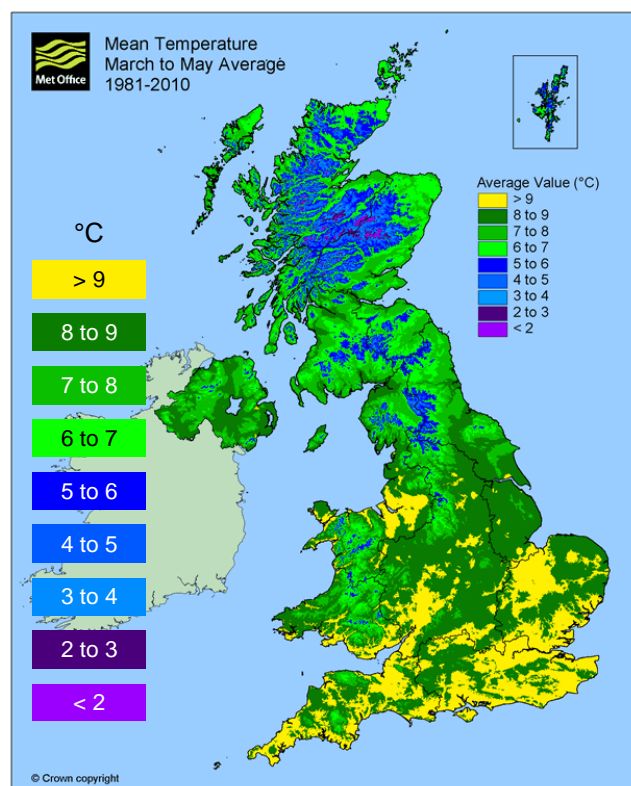 Met Office
Mean Temperature
March to May Average
1981-2010
Average Value (°C)
> 9
8 to 9
7 to 8
6 to 7
5 to 6
4 to 5
3 to 4
2 to 3
< 2
°C
> 9
8 to 9
7 to 8
6 to 7
5 to 6
4 to 5
3 to 4
2 to 3
< 2
© Crown copyright